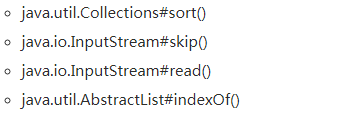 java.util.Collections#sort()
java.io.InputStream#skip()
java.io.InputStream#read()
java.util.AbstractList#indexOf()